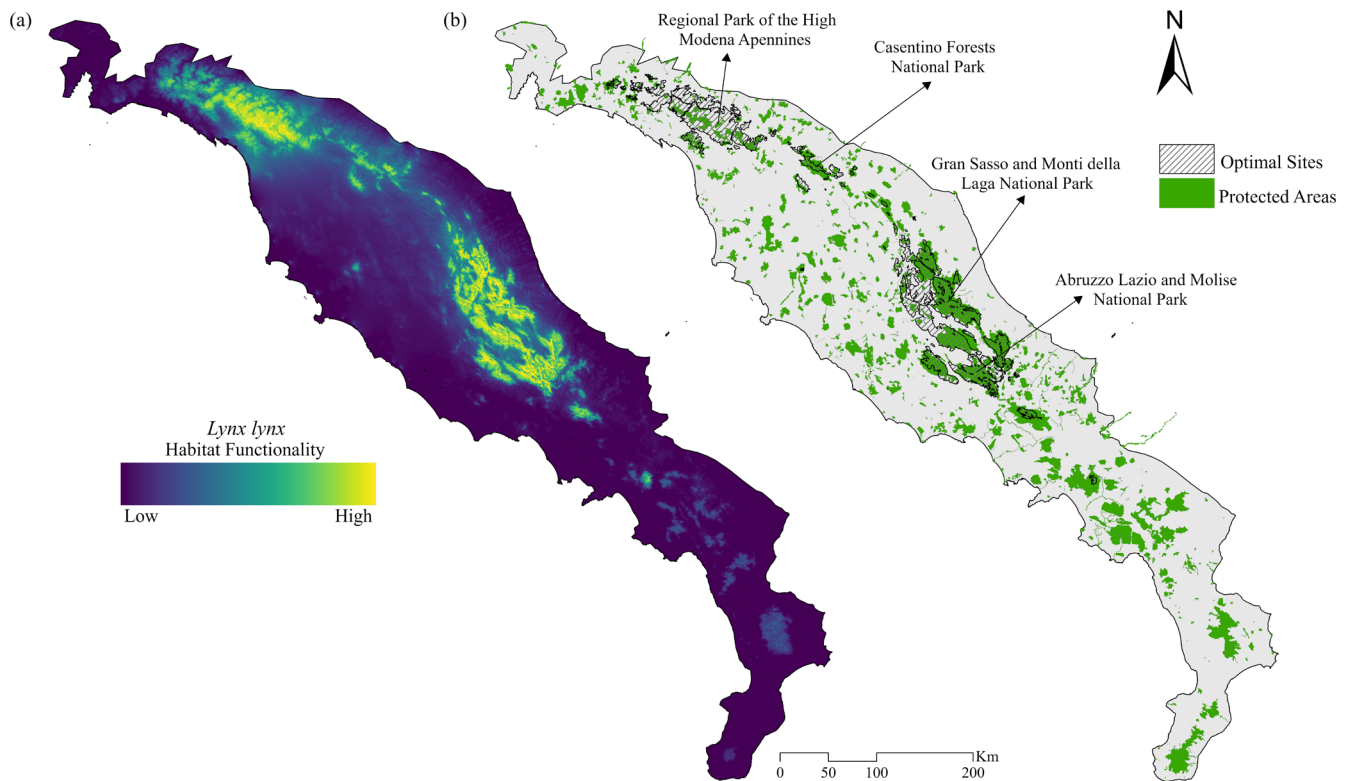 (a)
(b)
Regional Park of the High
Modena Apennines
Casentino Forests
National Park
N
Gran Sasso and Monti della
Laga National Park
Optimal Sites
Protected Areas
Abruzzo Lazio and Molise
National Park
Lynx lynx
Habitat Functionality
Low High
Km
0 50 100 200